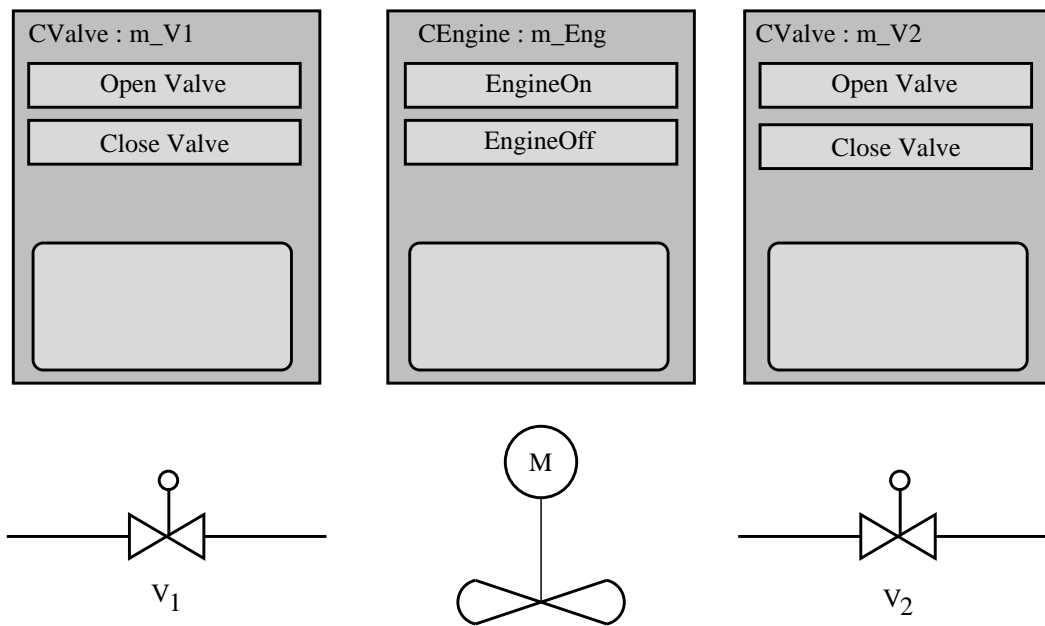 CValve : m_V1
Open Valve
Close Valve
CEngine : m_Eng
EngineOn
EngineOff
CValve : m_V2
Open Valve
Close Valve
M
V1
V2